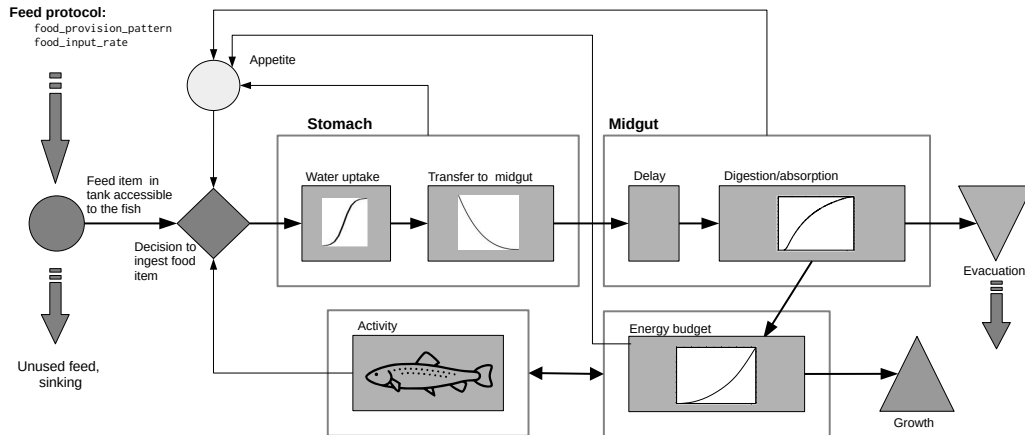 Feed protocol:
food_provision_pattern
food_input_rate
Appetite
Stomach
Midgut
Water uptake
Transfer to midgut
Delay
Digestion/absorption
Feed item in
tank accessible
to the fish
Decision to
ingest food
item
Evacuation
Activity
Energy budget
Unused feed,
sinking
Growth